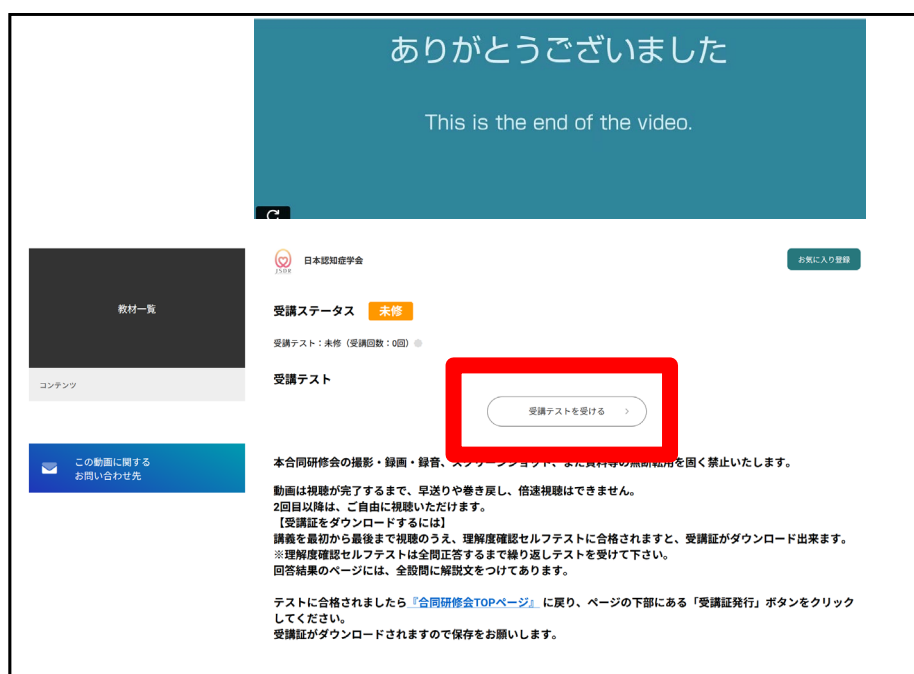 ありがとうございました
This is the end of the video.
JSDR
日本認知症学会
お気に入り登録
教材一覧
コンテンツ
この動画に関する
お問い合わせ先
受講ステータス 未修
受講テスト：未修（受講回数：0回）
受講テスト
受講テストを受ける
本合同研修会の撮影・録画・録音、スクリーンショット、また資料等の無断転用を固く禁止いたします。
動画は視聴が完了するまで、早送りや巻き戻し、倍速視聴はできません。
2回目以降は、ご自由に視聴いただけます。
【受講証をダウンロードするには】
講義を最初から最後まで視聴のうえ、理解度確認セルフテストに合格されますと、受講証がダウンロード出来ます。
※理解度確認セルフテストは全問正答するまで繰り返しテストを受けて下さい。
回答結果のページには、全設問に解説文をつけてあります。
テストに合格されましたら『合同研修会TOPページ』 に戻り、ページの下部にある「受講証発行」ボタンをクリック
してください。
受講証がダウンロードされますので保存をお願いします。